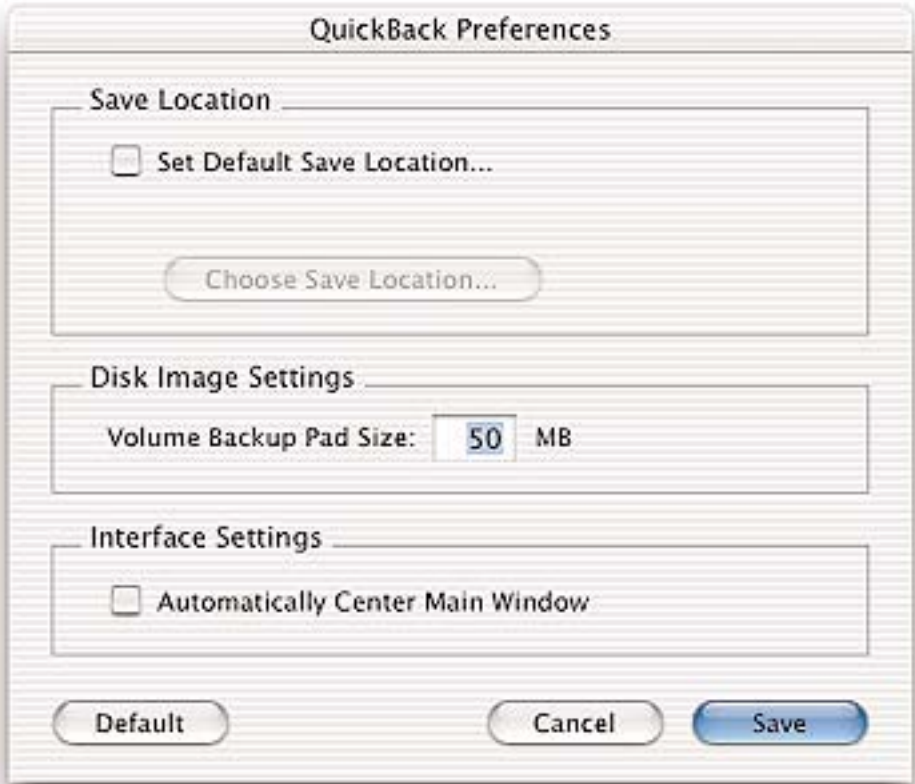 QuickBack Preferences
Save Location
Set Default Save Location...
Choose Save Location...
Disk Image Settings
Volume Backup Pad Size: 50 MB
Interface Settings
Automatically Center Main Window
Default Cancel Save